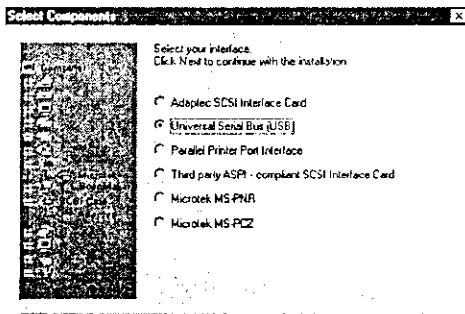 Select Components
Select your interface.
Click Next to continue with the installation
Adaptec SCSI Interface Card
Universal Serial Bus [USB]
Parallel Printer Port Interface
Third party ASPI - compliant SCSI Interface Card
Microtek MS-PNR
Microtek MS-PC2